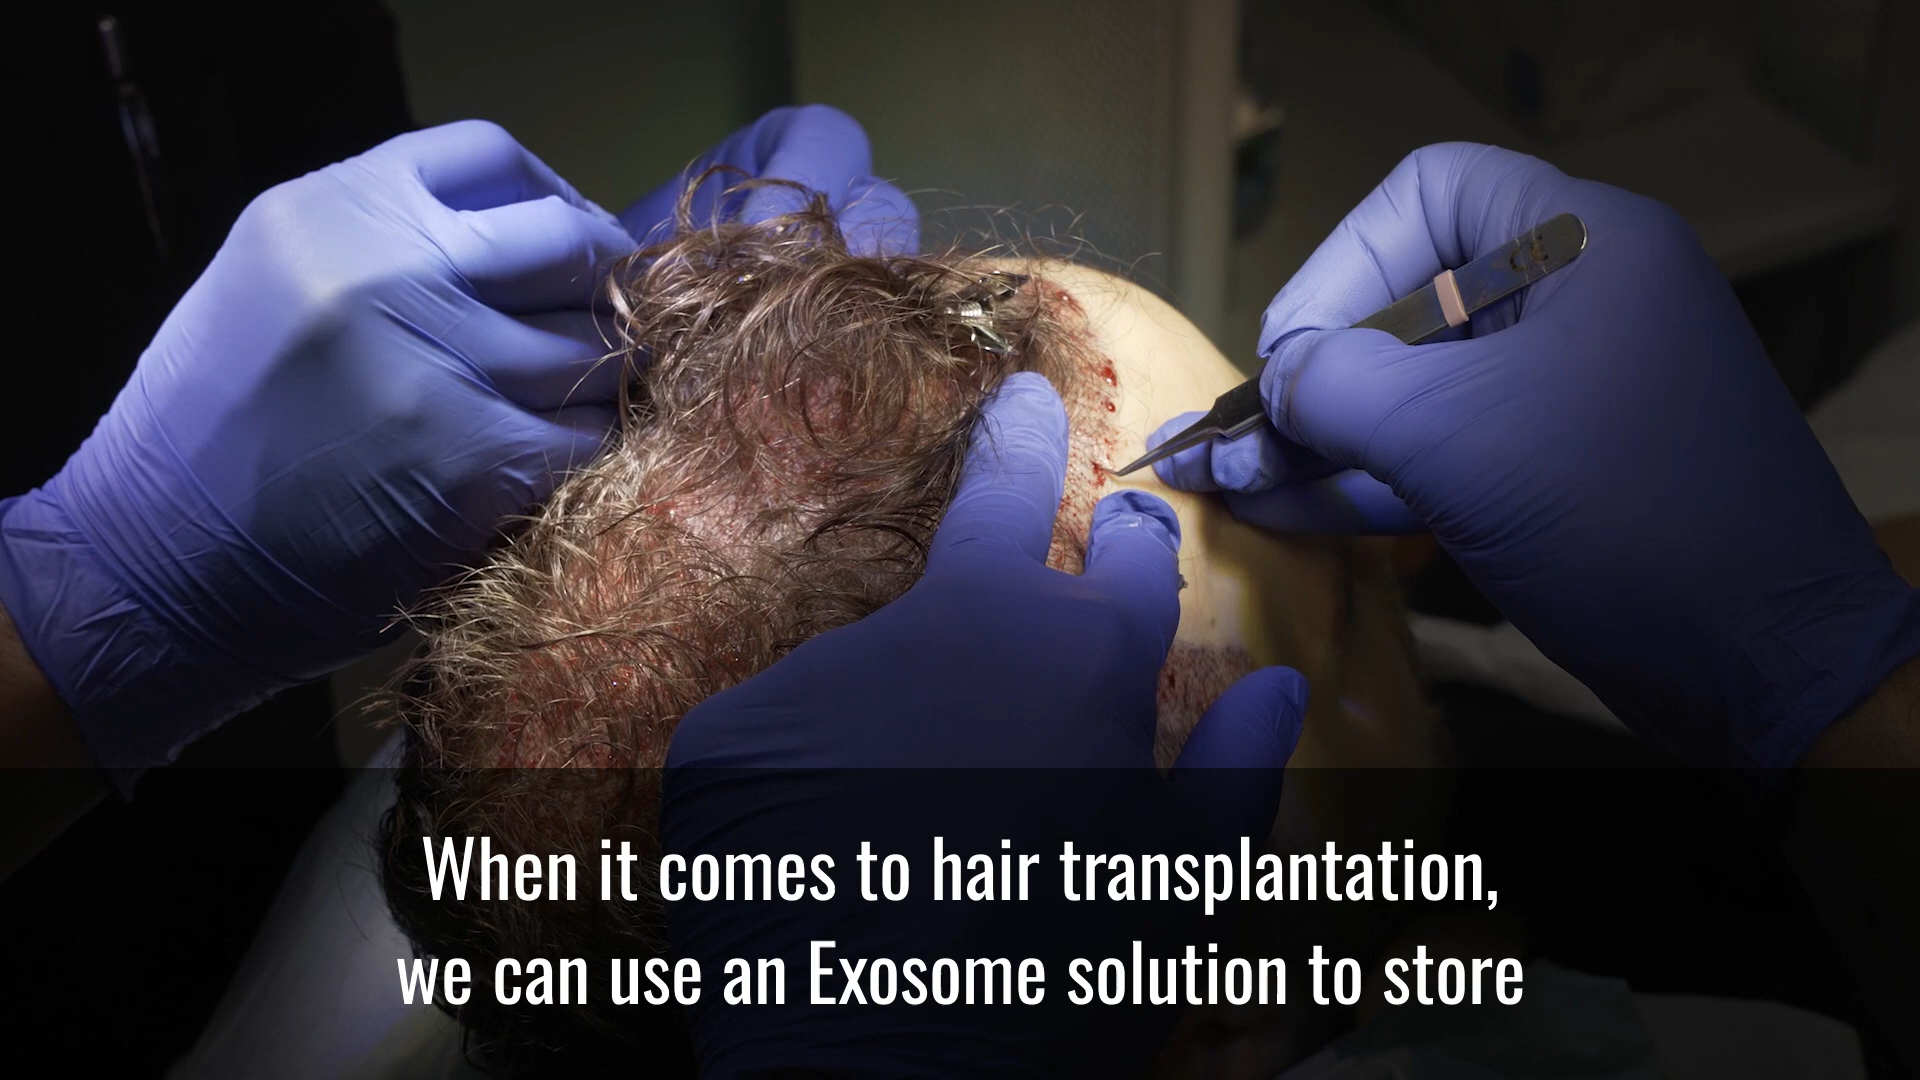 When it comes to hair transplantation,
we can use an Exosome solution to store